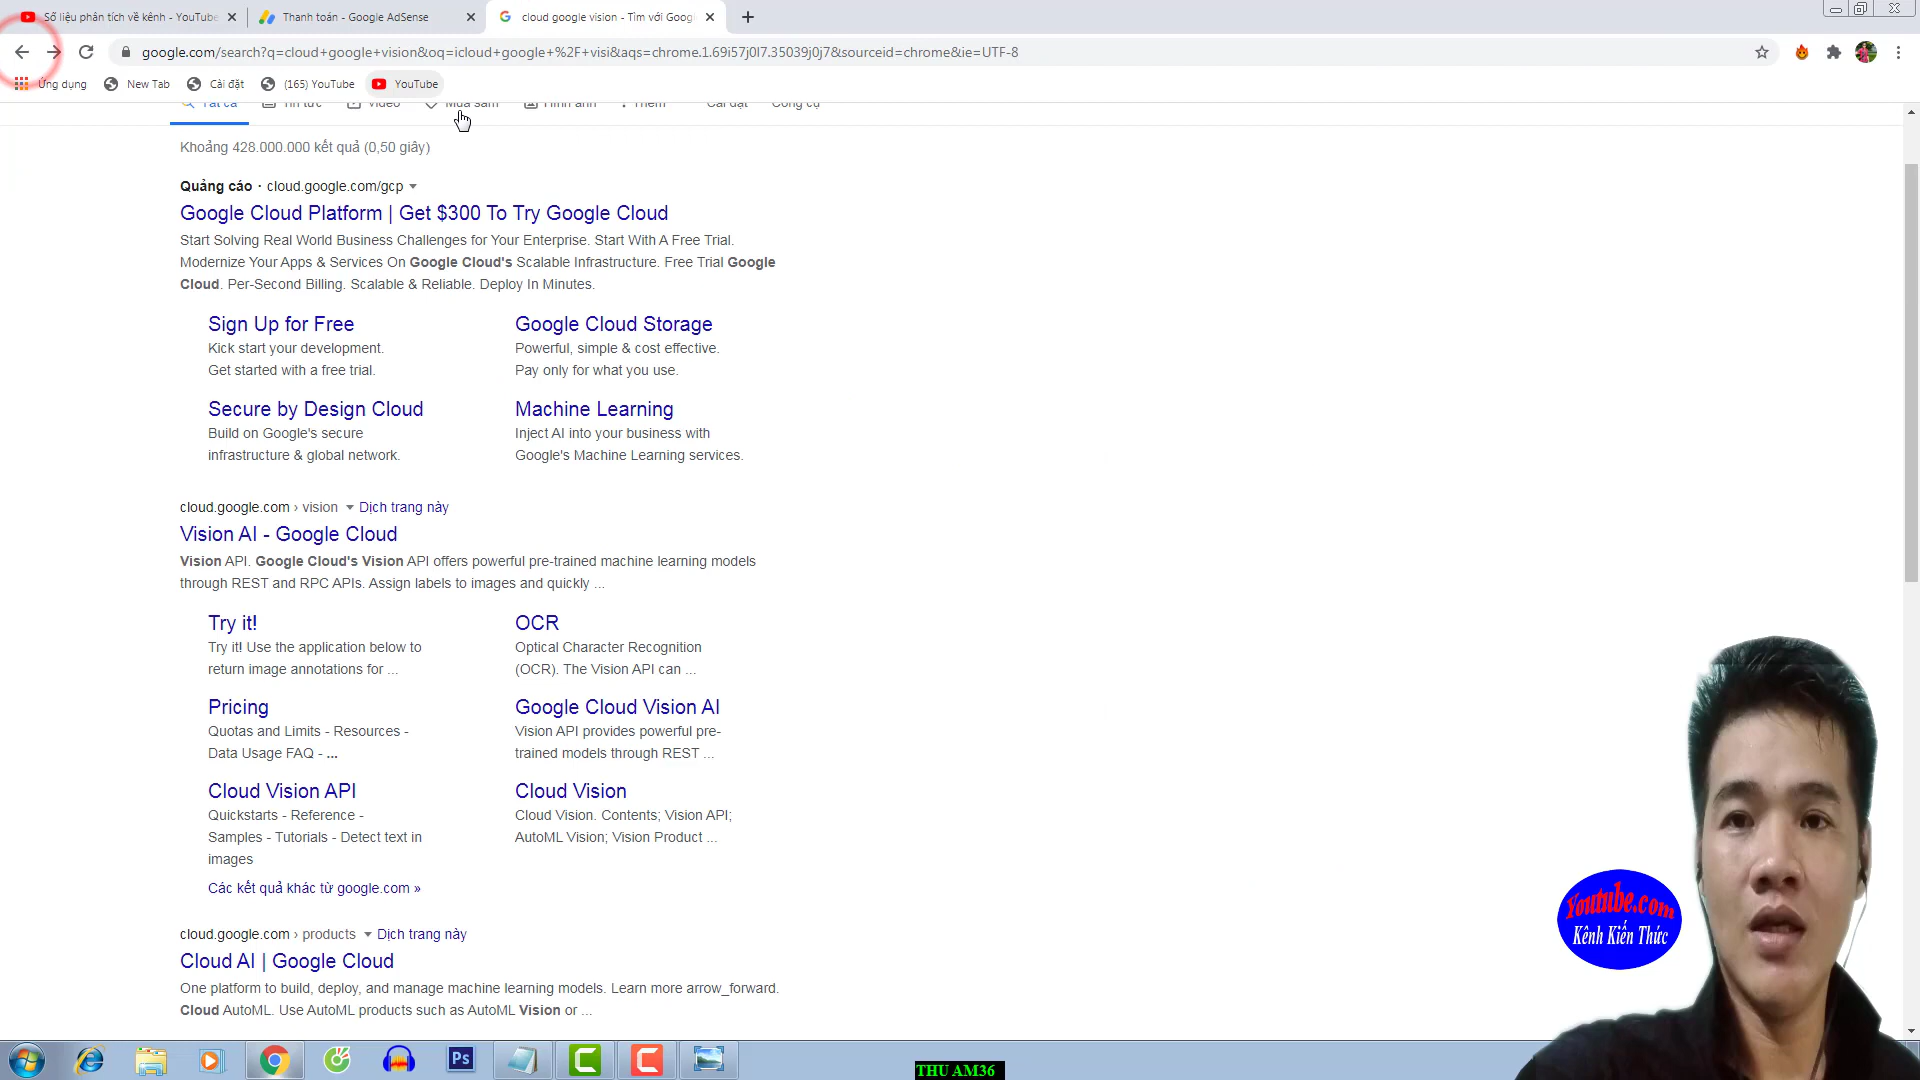 Số liệu phân tích về kênh - YouTube
Thanh toán - Google AdSense
cloud google vision - Tìm với Goog
google.com/search?q=cloud+google+vision&oq=icloud+google+%2F+visi&aqs=chrome.1.69i57j0l7.35039j0j7&sourceid=chrome&ie=UTF-8
Ứng dụng
New Tab
Cài đặt
(165) YouTube
YouTube
Tất cả
Tin tức
Video
Mua sắm
Hình ảnh
Thêm
Cài đặt
Công cụ
Khoảng 428.000.000 kết quả (0,50 giây)
Quảng cáo · cloud.google.com/gcp
Google Cloud Platform | Get $300 To Try Google Cloud
Start Solving Real World Business Challenges for Your Enterprise. Start With A Free Trial.
Modernize Your Apps & Services On Google Cloud's Scalable Infrastructure. Free Trial Google
Cloud. Per-Second Billing. Scalable & Reliable. Deploy In Minutes.
Sign Up for Free
Kick start your development.
Get started with a free trial.
Google Cloud Storage
Powerful, simple & cost effective.
Pay only for what you use.
Secure by Design Cloud
Build on Google's secure
infrastructure & global network.
Machine Learning
Inject AI into your business with
Google's Machine Learning services.
cloud.google.com › vision
Dịch trang này
Vision AI - Google Cloud
Vision API. Google Cloud's Vision API offers powerful pre-trained machine learning models
through REST and RPC APIs. Assign labels to images and quickly ...
Try it!
Try it! Use the application below to
return image annotations for ...
OCR
Optical Character Recognition
(OCR). The Vision API can ...
Pricing
Quotas and Limits - Resources -
Data Usage FAQ - ...
Google Cloud Vision AI
Vision API provides powerful pre-
trained models through REST ...
Cloud Vision API
Quickstarts - Reference -
Samples - Tutorials - Detect text in
images
Cloud Vision
Cloud Vision. Contents; Vision API;
AutoML Vision; Vision Product ...
Các kết quả khác từ google.com »
cloud.google.com › products
Dịch trang này
Cloud AI | Google Cloud
One platform to build, deploy, and manage machine learning models. Learn more arrow_forward.
Cloud AutoML. Use AutoML products such as AutoML Vision or ...
Youtube.com
Kênh Kiến Thức
Ps
THU AM36